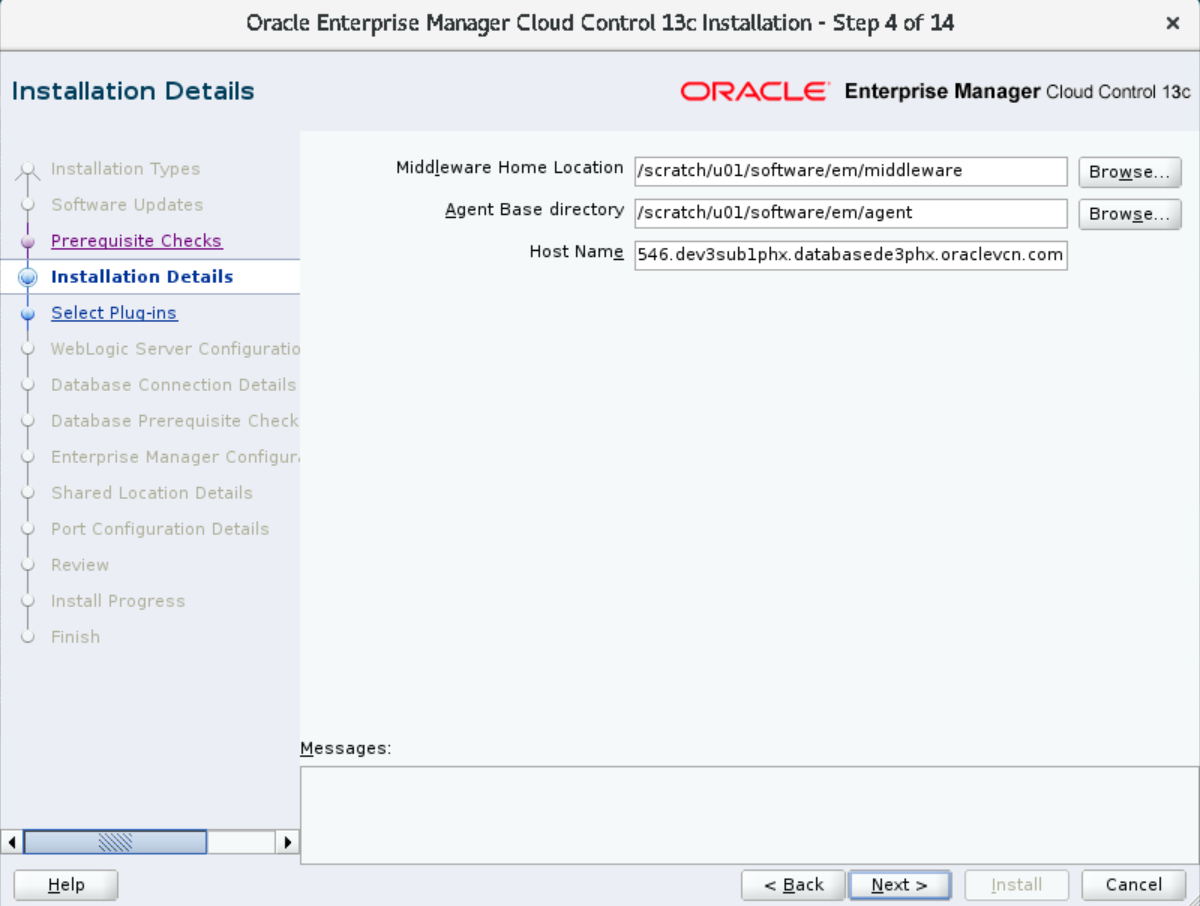 Oracle Enterprise Manager Cloud Control 13c Installation - Step 4 of 14
Installation Details
ORACLE Enterprise Manager Cloud Control 13c
Installation Types
Software Updates
Prerequisite Checks
Installation Details
Select Plug-ins
WebLogic Server Configuratio
Database Connection Details
Database Prerequisite Check
Enterprise Manager Configura
Shared Location Details
Port Configuration Details
Review
Install Progress
Finish
Middleware Home Location /scratch/u01/software/em/middleware Browse...
Agent Base directory /scratch/u01/software/em/agent Browse...
Host Name 546.dev3sub1phx.databasede3phx.oraclevcn.com
Messages:
Help < Back Next > Install Cancel